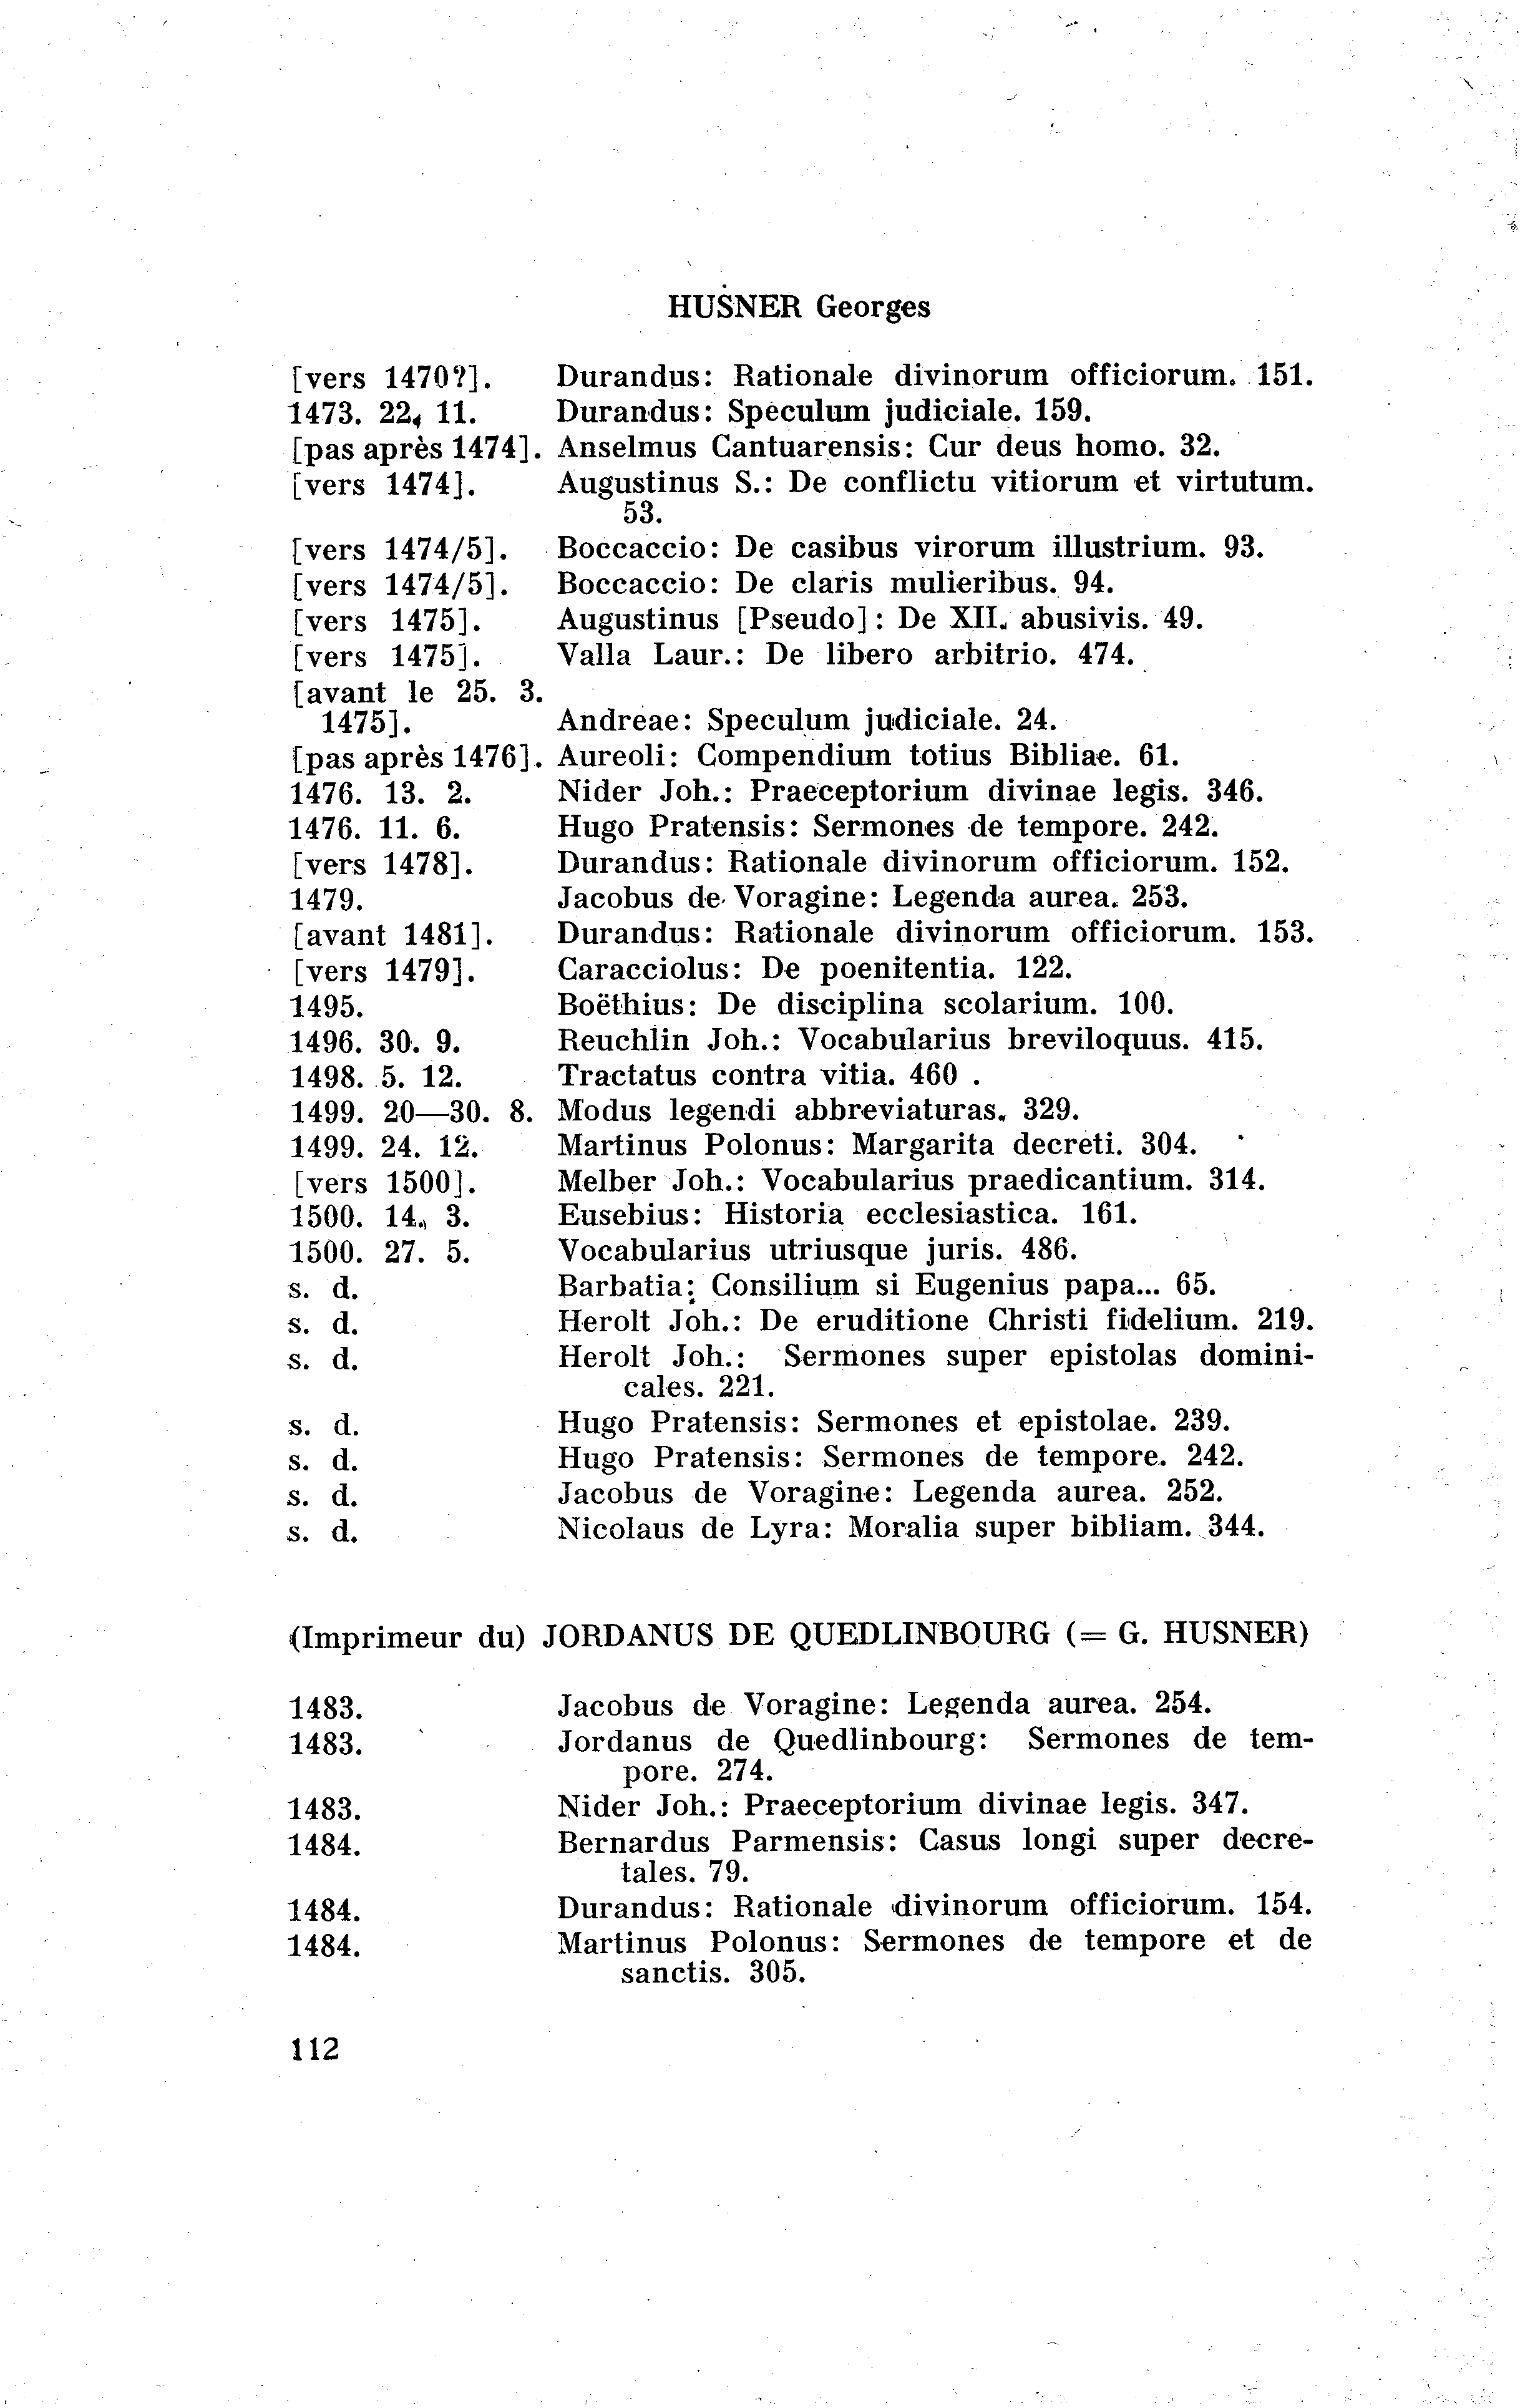 HUSNER Georges
[vers 1470?]. Durandus: Rationale divinorum officiorum. 151.
1473. 22. 11. Durandus: Speculum judiciale. 159.
[pas après 1474]. Anselmus Cantuarensis: Cur deus homo. 32.
[vers 1474]. Augustinus S.: De conflictu vitiorum et virtutum.
53.
[vers 1474/5]. Boccaccio: De casibus virorum illustrium. 93.
[vers 1474/5]. Boccaccio: De claris mulieribus. 94.
[vers 1475]. Augustinus [Pseudo]: De XII. abusivis. 49.
[vers 1475]. Valla Laur.: De libero arbitrio. 474.
[avant le 25. 3.
1475]. Andreae: Speculum judiciale. 24.
[pas après 1476]. Aureoli: Compendium totius Bibliae. 61.
1476. 13. 2. Nider Joh.: Praeceptorium divinae legis. 346.
1476. 11. 6. Hugo Pratensis: Sermones de tempore. 242.
[vers 1478]. Durandus: Rationale divinorum officiorum. 152.
1479. Jacobus de Voragine: Legenda aurea. 253.
[avant 1481]. Durandus: Rationale divinorum officiorum. 153.
[vers 1479]. Caracciolus: De poenitentia. 122.
1495. Boëthius: De disciplina scolarium. 100.
1496. 30. 9. Reuchlin Joh.: Vocabularius breviloquus. 415.
1498. 5. 12. Tractatus contra vitia. 460 .
1499. 20—30. 8. Modus legendi abbreviaturas. 329.
1499. 24. 12. Martinus Polonus: Margarita decreti. 304.
[vers 1500]. Melber Joh.: Vocabularius praedicantium. 314.
1500. 14. 3. Eusebius: Historia ecclesiastica. 161.
1500. 27. 5. Vocabularius utriusque juris. 486.
s. d. Barbatia: Consilium si Eugenius papa... 65.
s. d. Herolt Joh.: De eruditione Christi fidelium. 219.
s. d. Herolt Joh.: Sermones super epistolas domini-
cales. 221.
s. d. Hugo Pratensis: Sermones et epistolae. 239.
s. d. Hugo Pratensis: Sermones de tempore. 242.
s. d. Jacobus de Voragine: Legenda aurea. 252.
s. d. Nicolaus de Lyra: Moralia super bibliam. 344.
(Imprimeur du) JORDANUS DE QUEDLINBOURG (= G. HUSNER)
1483. Jacobus de Voragine: Legenda aurea. 254.
1483. Jordanus de Quedlinbourg: Sermones de tem-
pore. 274.
1483. Nider Joh.: Praeceptorium divinae legis. 347.
1484. Bernardus Parmensis: Casus longi super decre-
tales. 79.
1484. Durandus: Rationale divinorum officiorum. 154.
1484. Martinus Polonus: Sermones de tempore et de
sanctis. 305.
112